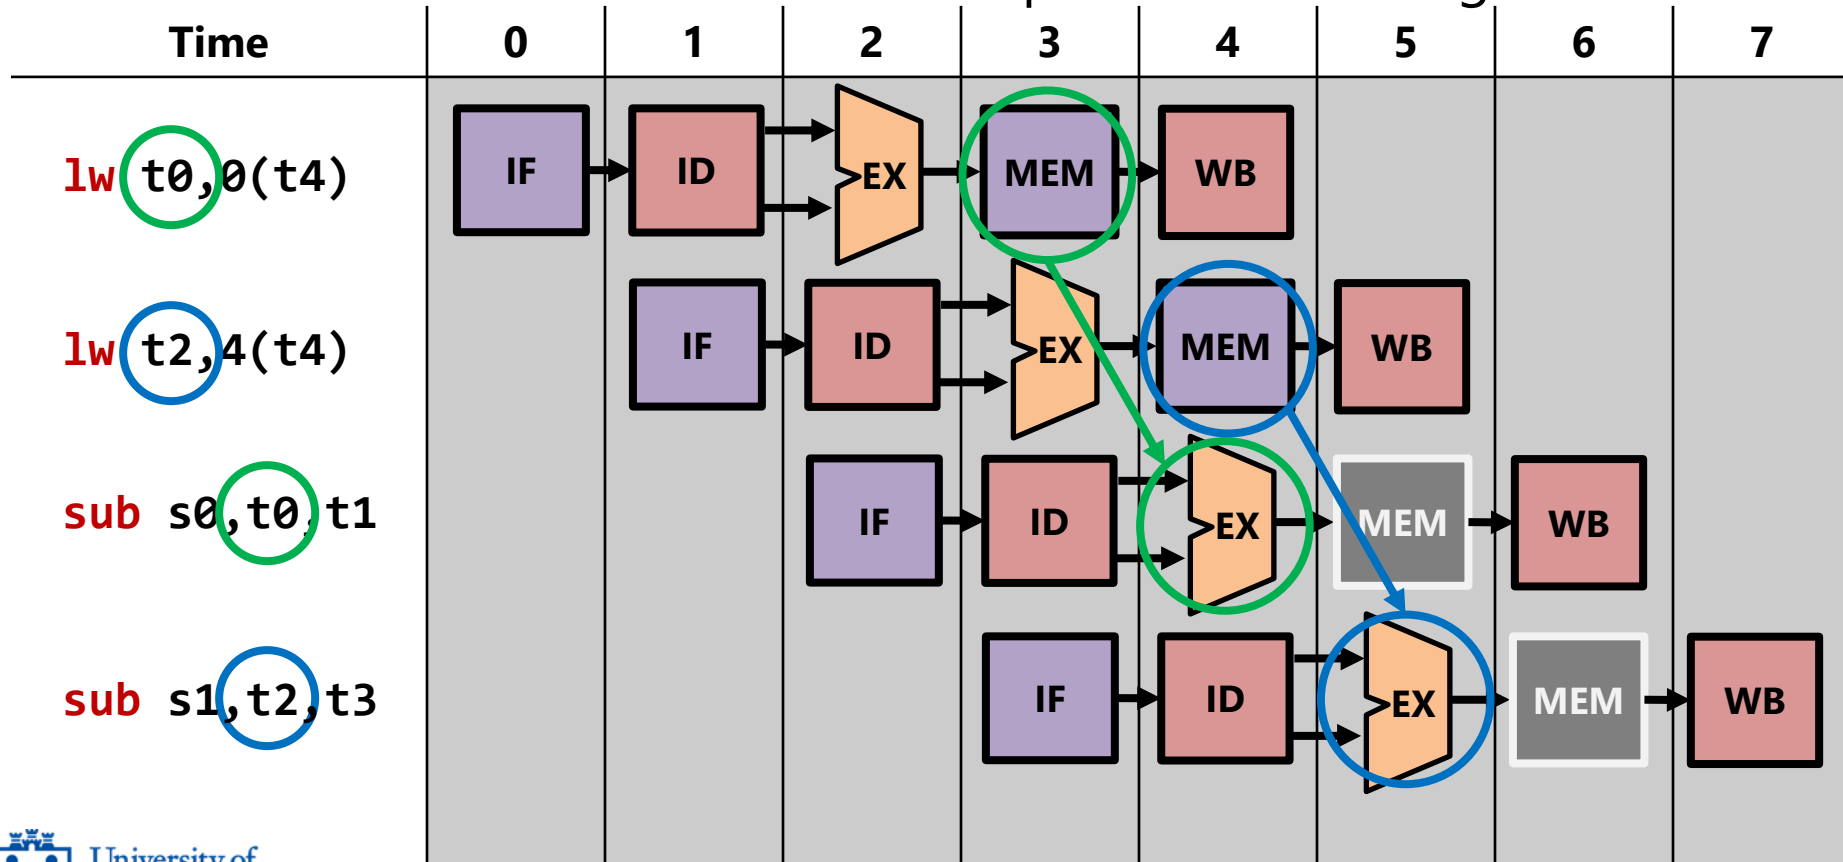 Time 0 1 2 3 4 5 6 7
lw t0,0(t4) IF ID EX MEM WB
lw t2,4(t4) IF ID EX MEM WB
sub s0,t0,t1 IF ID EX MEM WB
sub s1,t2,t3 IF ID EX MEM WB
University of